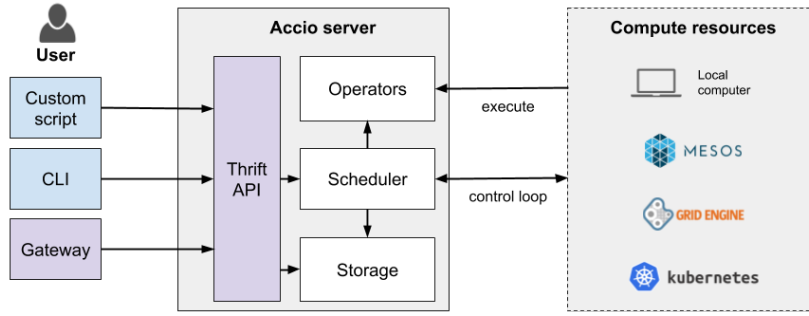 User
Custom
script
CLI
Gateway
Accio server
Thrift
API
Operators
Scheduler
Storage
execute
control loop
Compute resources
Local
computer
MESOS
GRID ENGINE
kubernetes